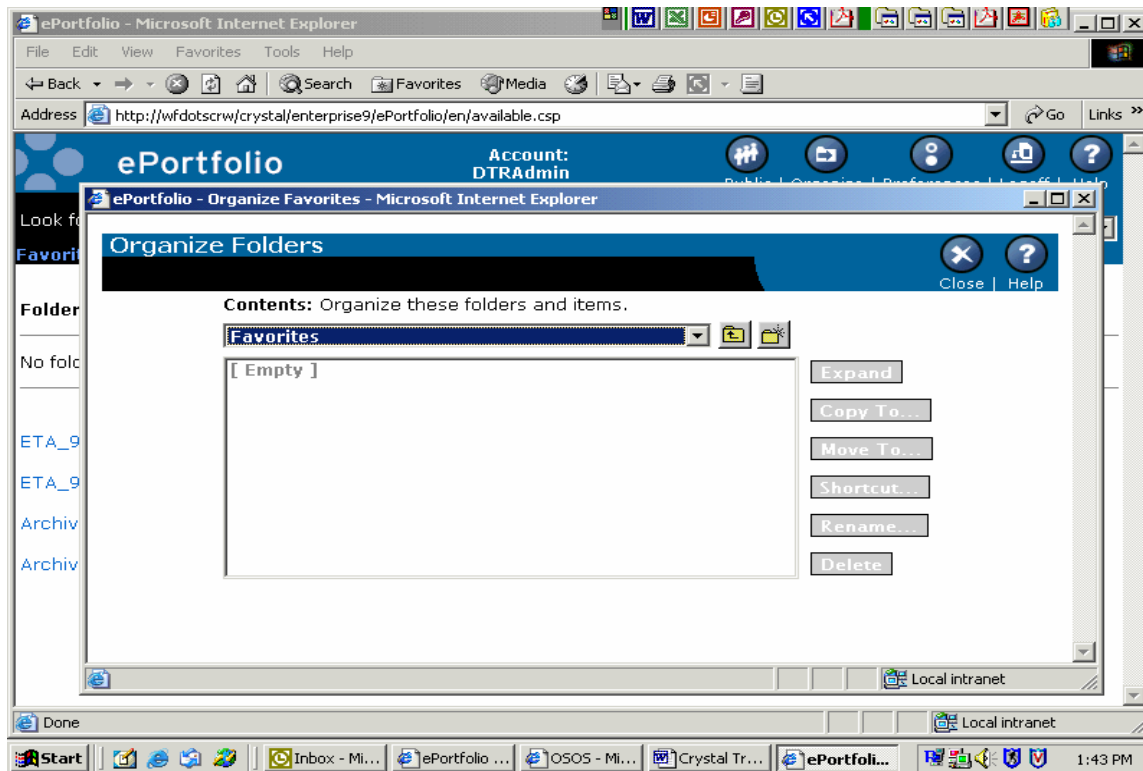 ePortfolio - Microsoft Internet Explorer
File Edit View Favorites Tools Help
Back Search Favorites Media
Address http://wfdotscrw/crystal/enterprise9/ePortfolio/en/available.csp Go Links »
ePortfolio
Account:
DTRAdmin
ePortfolio - Organize Favorites - Microsoft Internet Explorer
Look fo
Organize Folders
Favorit
Close | Help
Contents: Organize these folders and items.
Folder
Favorites
No fold
[ Empty ]
Expand
Copy To...
Move To...
ETA_9
Shortcut...
ETA_9
Rename...
Archiv
Delete
Archiv
Local intranet
Done Local intranet
Start Inbox - Mi... ePortfolio ... OSOS - Mi... Crystal Tr... ePortfoli... 1:43 PM